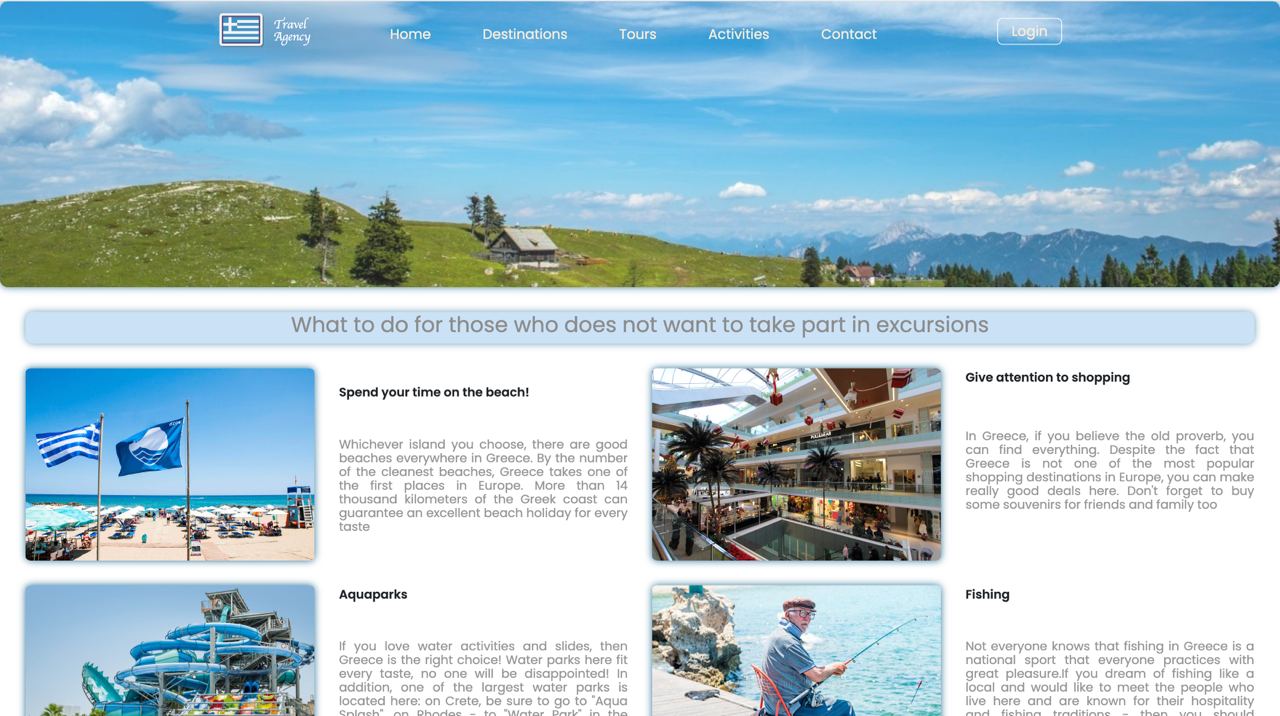 Travel
Agency
Home
Destinations
Tours
Activities
Contact
Login
What to do for those who does not want to take part in excursions
Spend your time on the beach!
Whichever island you choose, there are good
beaches everywhere in Greece. By the number
of the cleanest beaches, Greece takes one of
the first places in Europe. More than 14
thousand kilometers of the Greek coast can
guarantee an excellent beach holiday for every
taste
Give attention to shopping
In Greece, if you believe the old proverb, you
can find everything. Despite the fact that
Greece is not one of the most popular
shopping destinations in Europe, you can make
really good deals here. Don't forget to buy
some souvenirs for friends and family too
Aquaparks
If you love water activities and slides, then
Greece is the right choice! Water parks here fit
every taste, no one will be disappointed! In
addition, one of the largest water parks is
located here: on Crete, be sure to go to "Aqua
Splash", on Rhodes - to "Water Park" in the
Fishing
Not everyone knows that fishing in Greece is a
national sport that everyone practices with
great pleasure.If you dream of fishing like a
local and would like to meet the people who
live here and are known for their hospitality
and fishing traditions - then you should